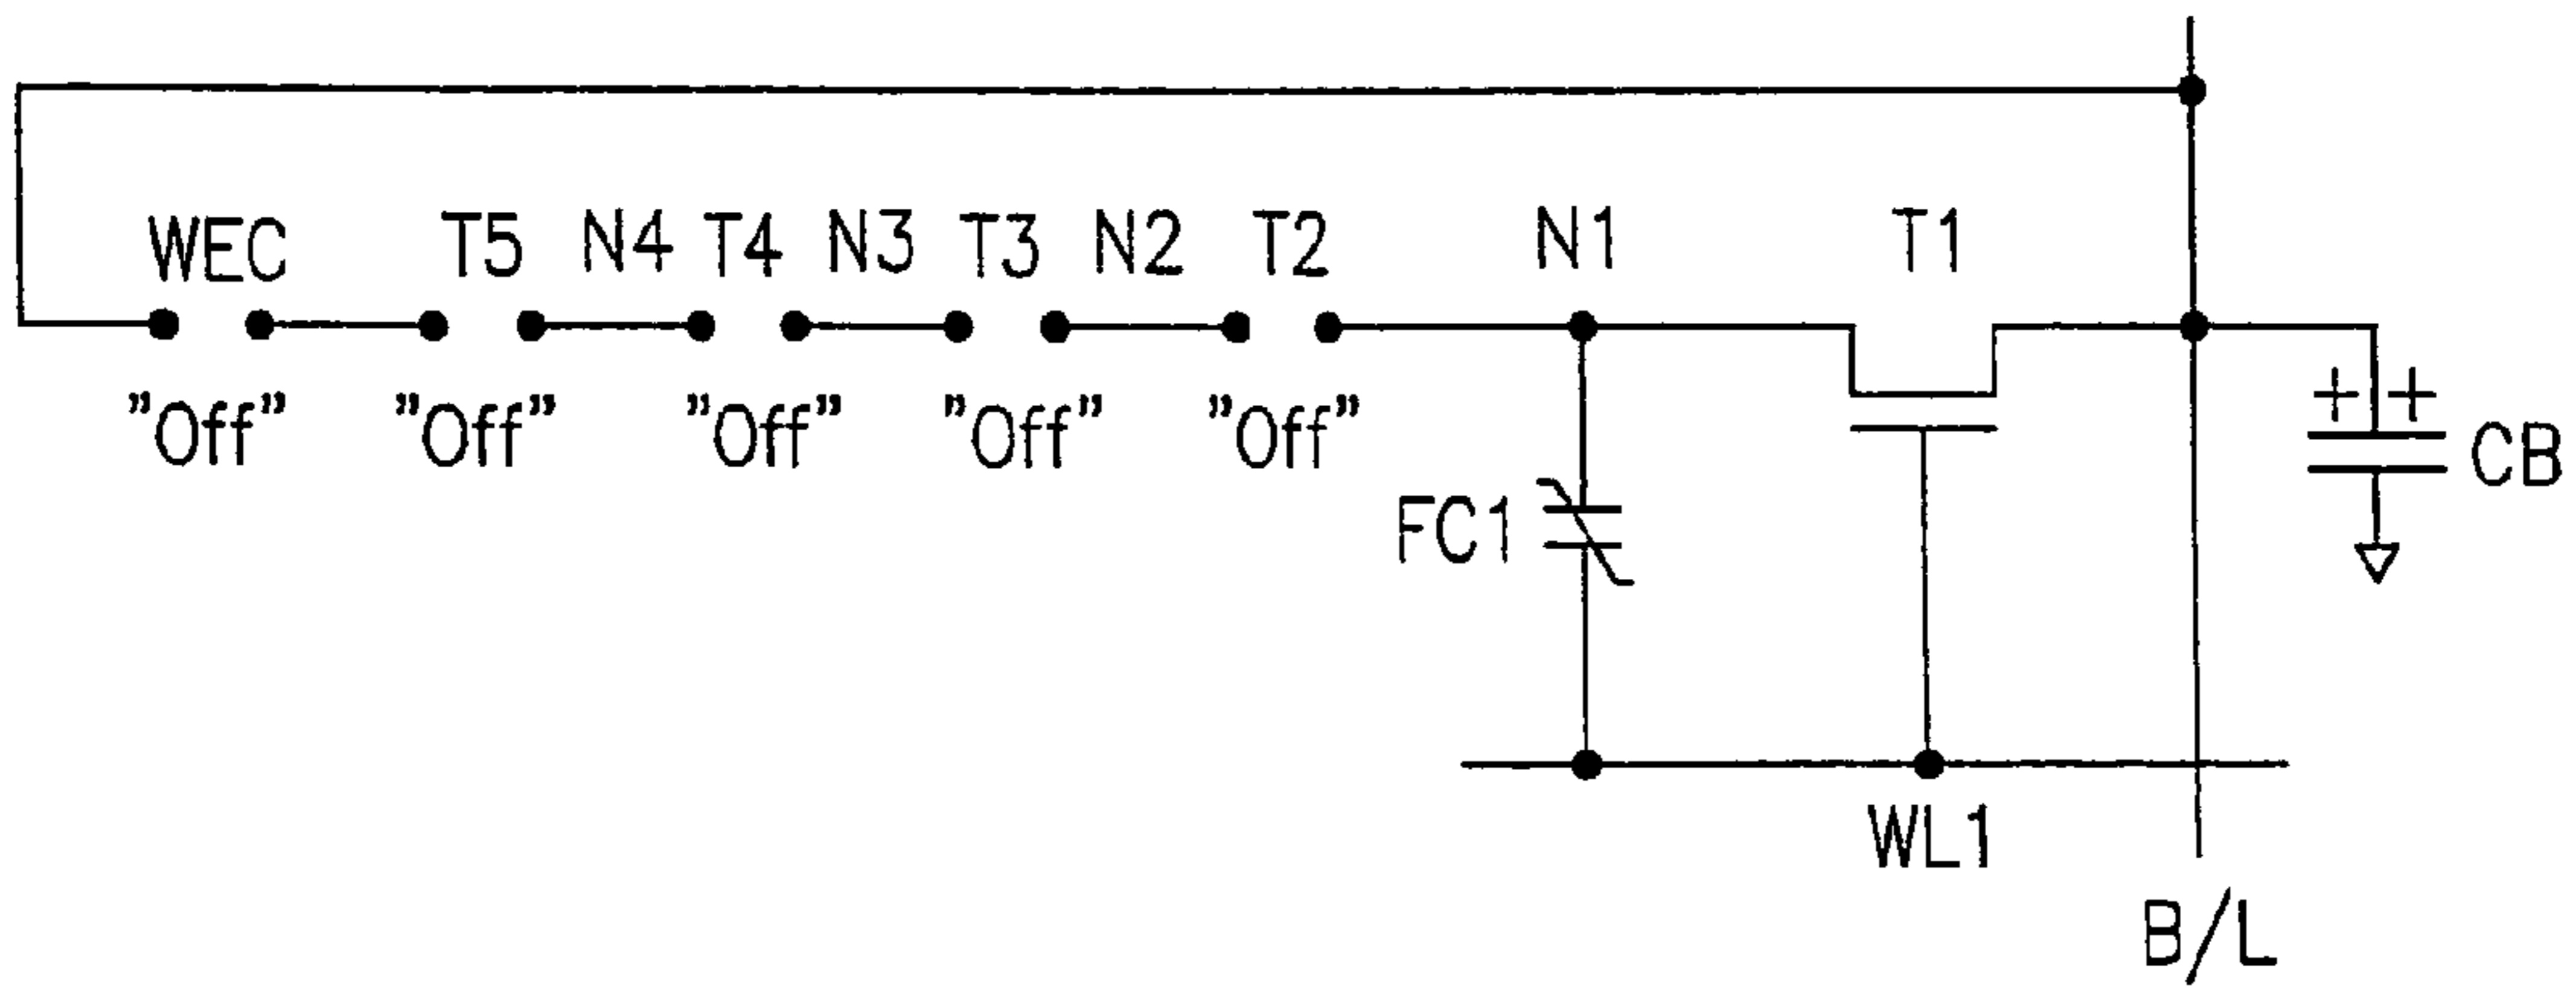 WEC T5 N4 T4 N3 T3 N2 T2 N1 T1
"Off" "Off" "Off" "Off" "Off"
+ +
CB
FC1
WL1
B/L